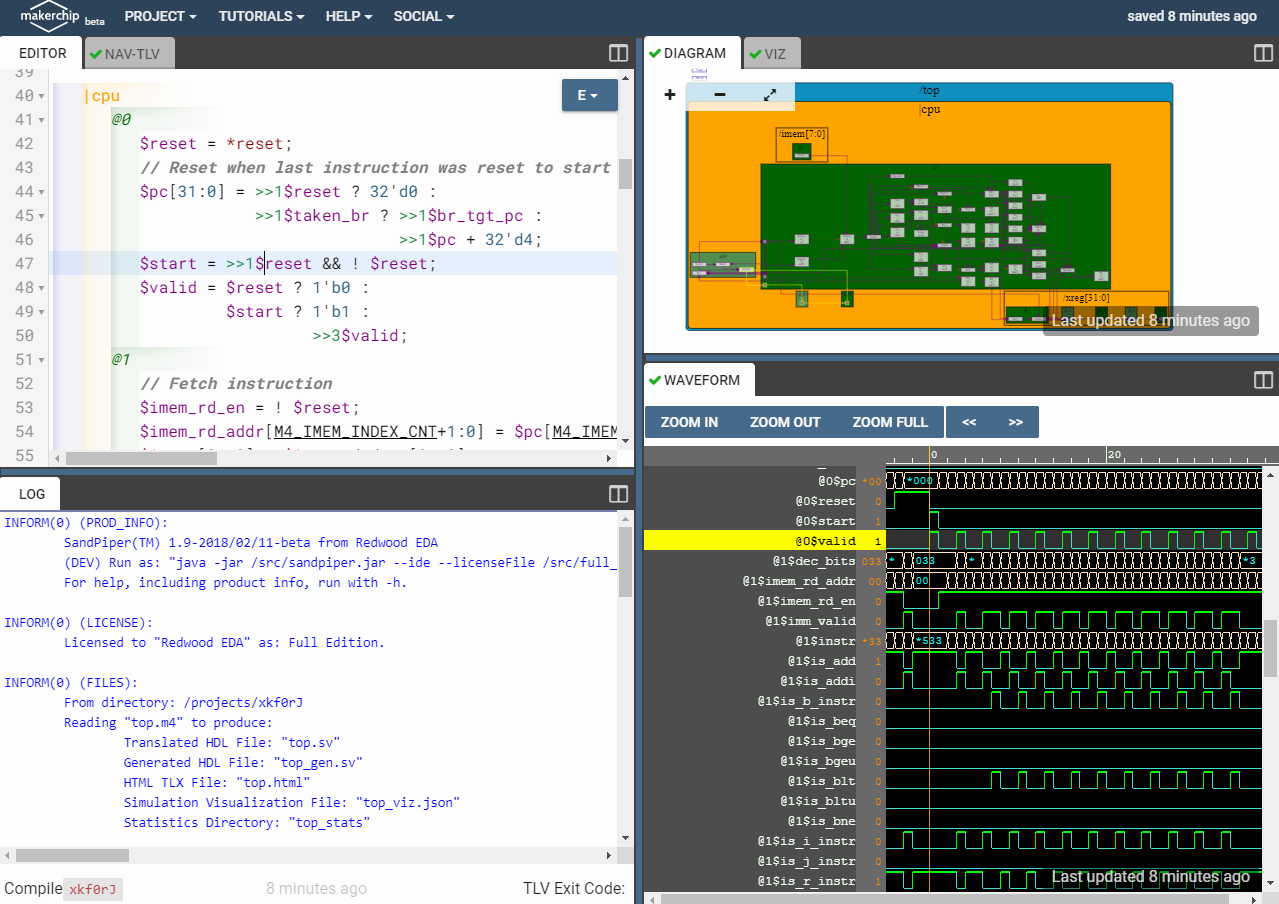 makerchip beta PROJECT TUTORIALS HELP SOCIAL saved 8 minutes ago
EDITOR NAV-TLV
39
40 |cpu
E
41 @0
42 $reset = *reset;
43 // Reset when last instruction was reset to start
44 $pc[31:0] = >>1$reset ? 32'd0 :
45 >>1$taken_br ? >>1$br_tgt_pc :
46 >>1$pc + 32'd4;
47 $start = >>1$reset && ! $reset;
48 $valid = $reset ? 1'b0 :
49 $start ? 1'b1 :
50 >>3$valid;
51 @1
52 // Fetch instruction
53 $imem_rd_en = ! $reset;
54 $imem_rd_addr[M4_IMEM_INDEX_CNT+1:0] = $pc[M4_IMEM
55
LOG
INFORM(0) (PROD_INFO):
SandPiper(TM) 1.9-2018/02/11-beta from Redwood EDA
(DEV) Run as: "java -jar /src/sandpiper.jar --ide --licenseFile /src/full_
For help, including product info, run with -h.
INFORM(0) (LICENSE):
Licensed to "Redwood EDA" as: Full Edition.
INFORM(0) (FILES):
From directory: /projects/xkf0rJ
Reading "top.m4" to produce:
Translated HDL File: "top.sv"
Generated HDL File: "top_gen.sv"
HTML TLX File: "top.html"
Simulation Visualization File: "top_viz.json"
Statistics Directory: "top_stats"
Compile xkf0rJ 8 minutes ago TLV Exit Code:
DIAGRAM VIZ
/top
|cpu
/imem[7:0]
/xreg[31:0]
Last updated 8 minutes ago
WAVEFORM
ZOOM IN ZOOM OUT ZOOM FULL << >>
0 20
@0$pc *00 *000
@0$reset 0
@0$start 1
@0$valid 1
@1$dec_bits 033 * 033 * *3
@1$imem_rd_addr 00 00
@1$imem_rd_en 0
@1$imm_valid 0
@1$instr *33 *533
@1$is_add 1
@1$is_addi 0
@1$is_b_instr 0
@1$is_beq 0
@1$is_bge 0
@1$is_bgeu 0
@1$is_blt 0
@1$is_bltu 0
@1$is_bne 0
@1$is_i_instr 0
@1$is_j_instr 0
@1$is_r_instr 1
Last updated 8 minutes ago